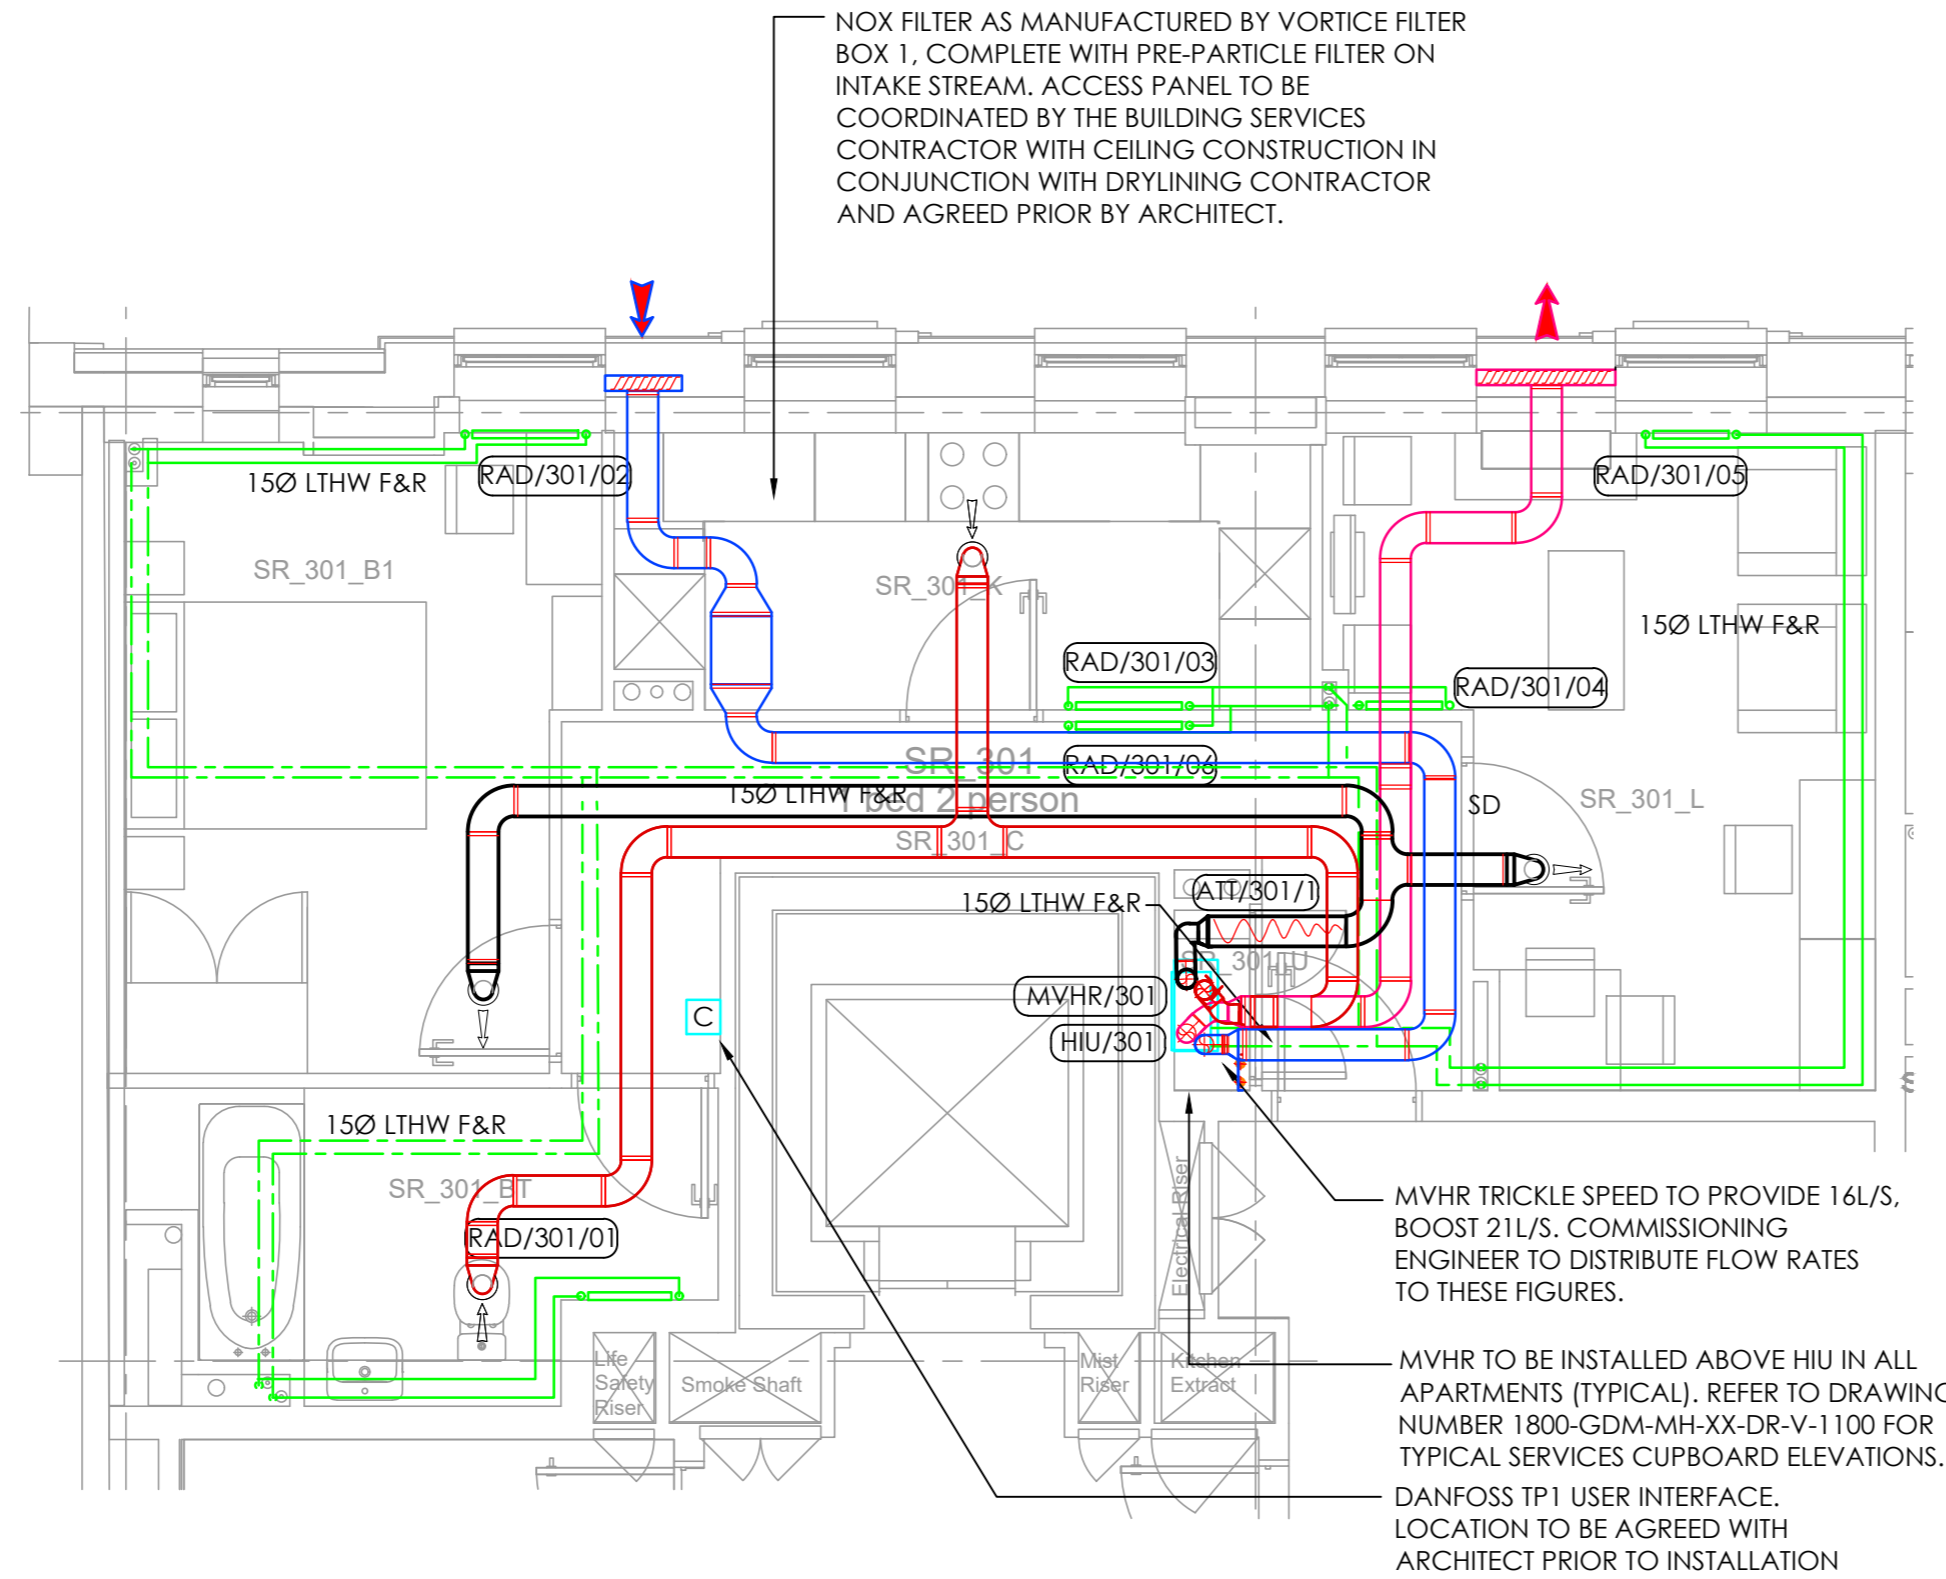 NOX FILTER AS MANUFACTURED BY VORTICE FILTER
BOX 1, COMPLETE WITH PRE-PARTICLE FILTER ON
INTAKE STREAM. ACCESS PANEL TO BE
COORDINATED BY THE BUILDING SERVICES
CONTRACTOR WITH CEILING CONSTRUCTION IN
CONJUNCTION WITH DRYLINING CONTRACTOR
AND AGREED PRIOR BY ARCHITECT.
15Ø LTHW F&R
RAD/301/02
RAD/301/05
SR_301_B1
SR_301_K
15Ø LTHW F&R
RAD/301/03
RAD/301/04
SR_301
RAD/301/06
15Ø LTHW F&R
1 bed 2 person
SD
SR_301_L
SR_301_C
ATT/301/1
15Ø LTHW F&R
SR_301_U
MVHR/301
C
HIU/301
15Ø LTHW F&R
SR_301_BT
RAD/301/01
Electrical Riser
MVHR TRICKLE SPEED TO PROVIDE 16L/S,
BOOST 21L/S. COMMISSIONING
ENGINEER TO DISTRIBUTE FLOW RATES
TO THESE FIGURES.
Life
Safety
Riser
Smoke Shaft
Mist
Riser
Kitchen
Extract
MVHR TO BE INSTALLED ABOVE HIU IN ALL
APARTMENTS (TYPICAL). REFER TO DRAWING
NUMBER 1800-GDM-MH-XX-DR-V-1100 FOR
TYPICAL SERVICES CUPBOARD ELEVATIONS.
DANFOSS TP1 USER INTERFACE.
LOCATION TO BE AGREED WITH
ARCHITECT PRIOR TO INSTALLATION